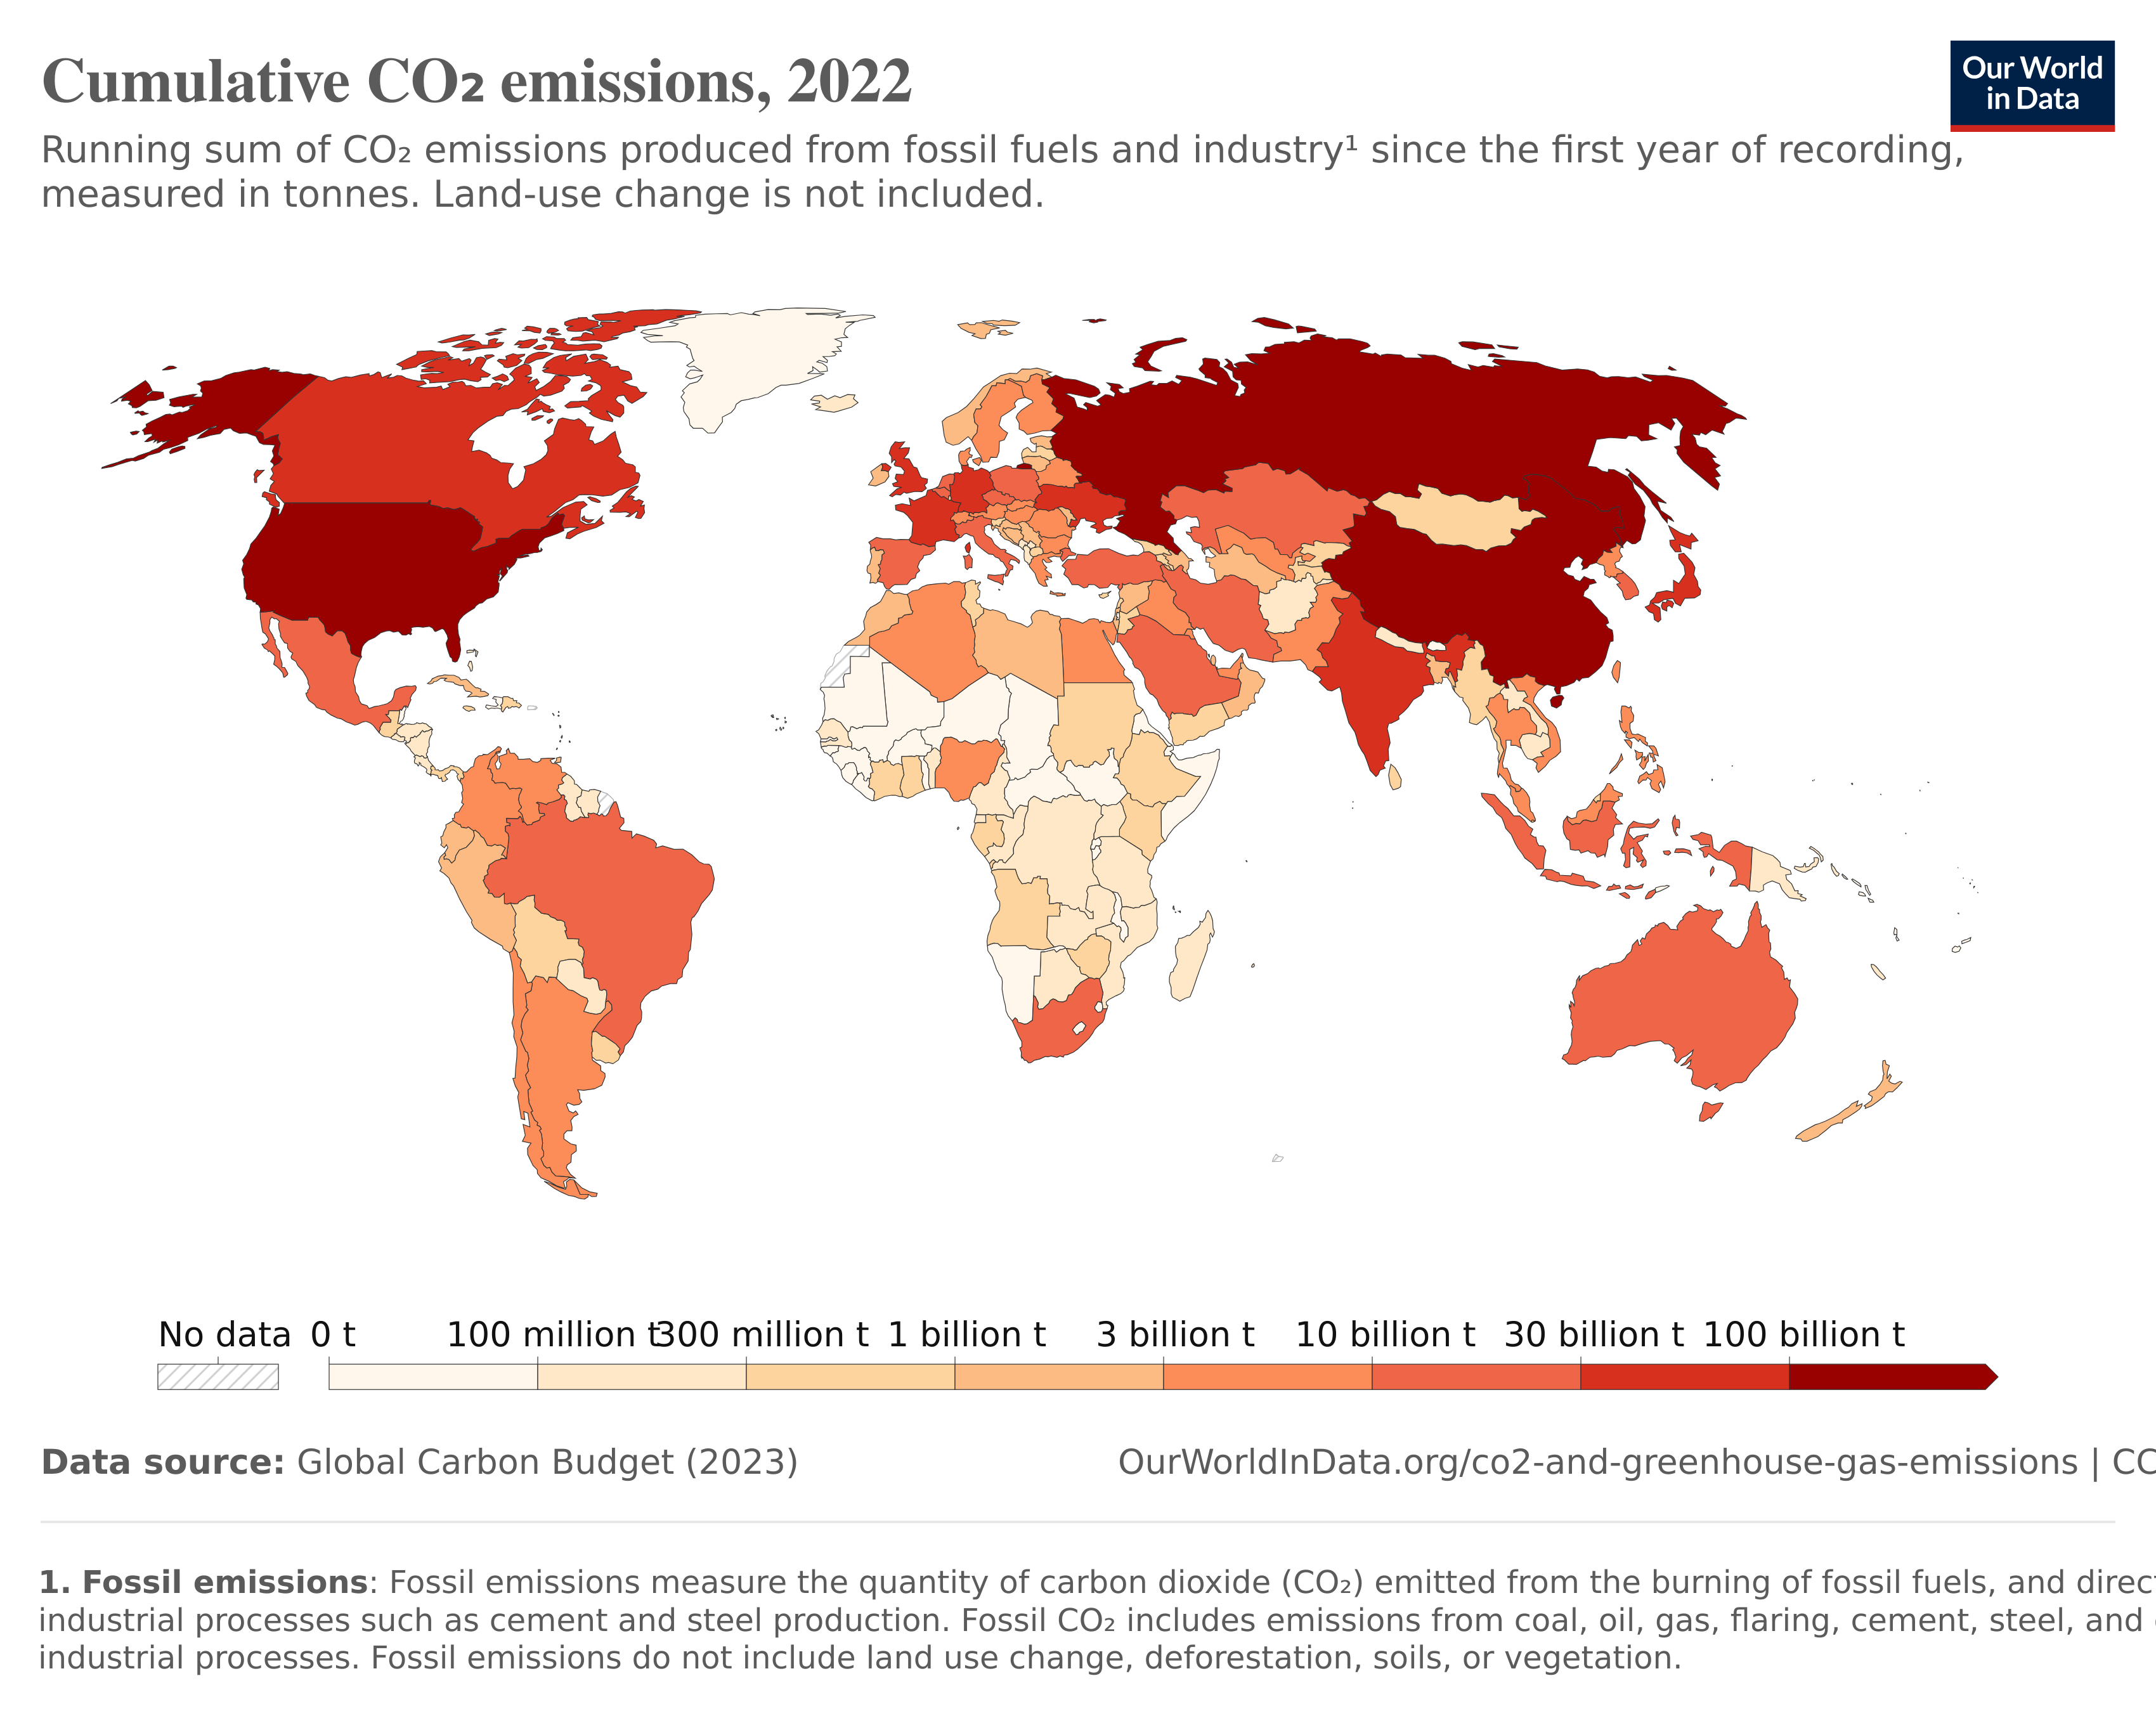 Cumulative CO₂ emissions, 2022
Our World
in Data
Running sum of CO₂ emissions produced from fossil fuels and industry¹ since the first year of recording,
measured in tonnes. Land-use change is not included.
No data 0 t 100 million t 300 million t 1 billion t 3 billion t 10 billion t 30 billion t 100 billion t
Data source: Global Carbon Budget (2023) OurWorldInData.org/co2-and-greenhouse-gas-emissions | CC
1. Fossil emissions: Fossil emissions measure the quantity of carbon dioxide (CO₂) emitted from the burning of fossil fuels, and
industrial processes such as cement and steel production. Fossil CO₂ includes emissions from coal, oil, gas, flaring, cement, steel, and
industrial processes. Fossil emissions do not include land use change, deforestation, soils, or vegetation.